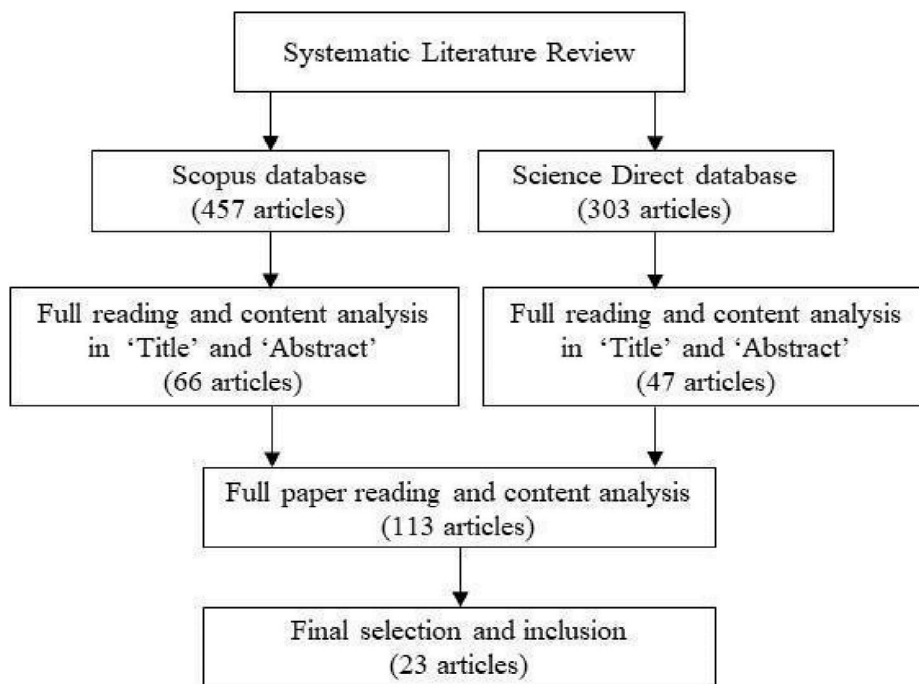 Systematic Literature Review
Scopus database
(457 articles)
Science Direct database
(303 articles)
Full reading and content analysis
in ‘Title’ and ‘Abstract’
(66 articles)
Full reading and content analysis
in ‘Title’ and ‘Abstract’
(47 articles)
Full paper reading and content analysis
(113 articles)
Final selection and inclusion
(23 articles)